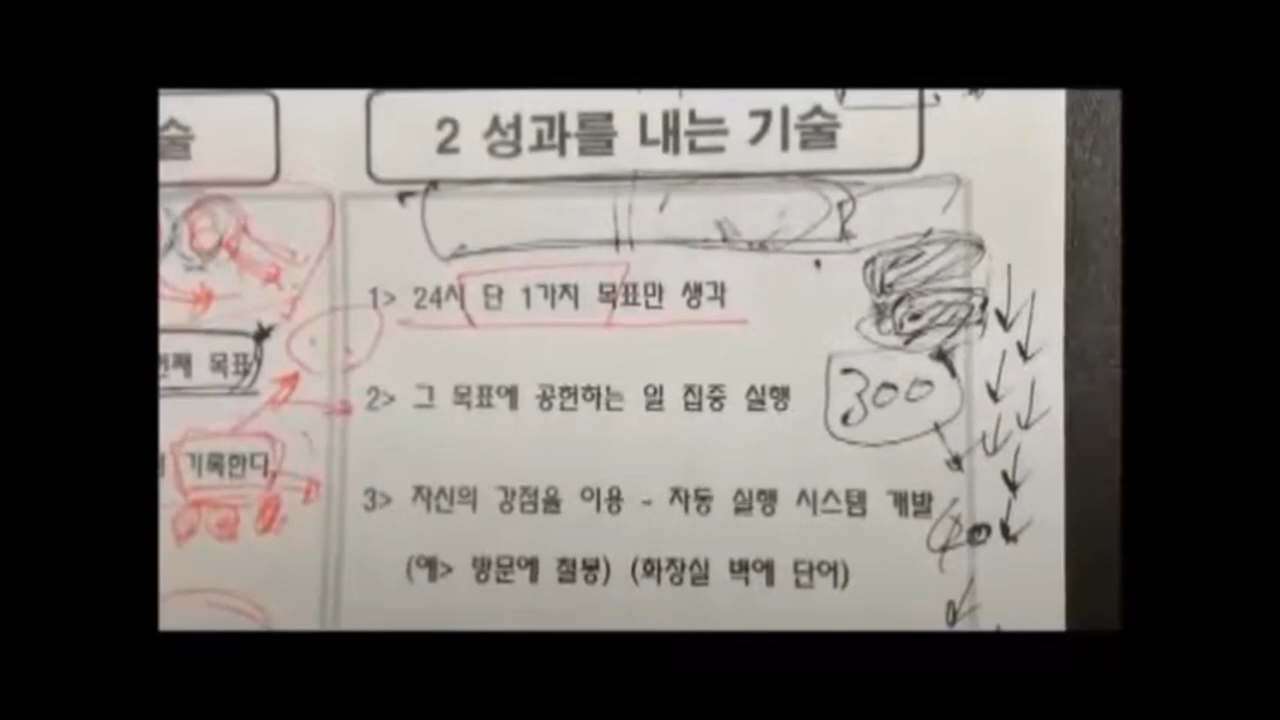 술
2 성과를 내는 기술
1> 24시 단 1가지 목표만 생각
번째 목표
2> 그 목표에 공헌하는 일 집중 실행
300
기록한다.
3> 자신의 강점을 이용 - 자동 실행 시스템 개발
(예> 방문에 철봉) (화장실 벽에 단어)